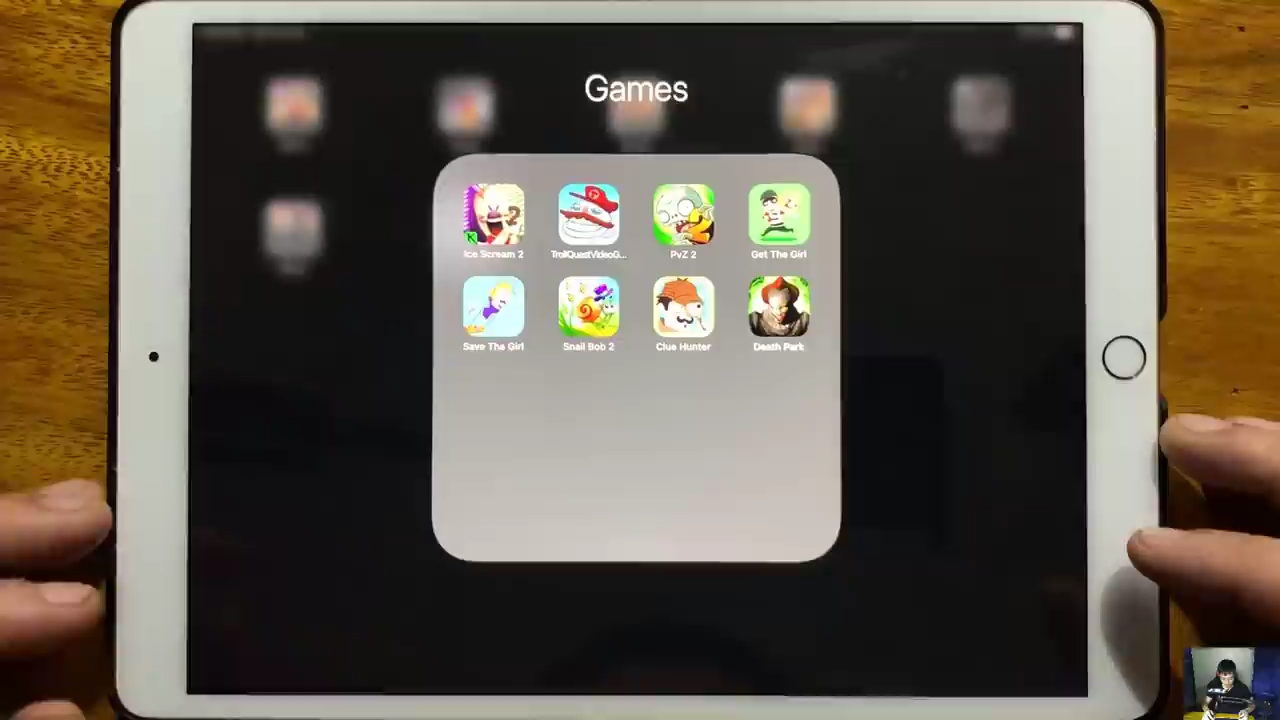 Games
Ice Scream 2
TrollQuestVideoG...
PvZ 2
Get The Girl
Save The Girl
Snail Bob 2
Clue Hunter
Death Park